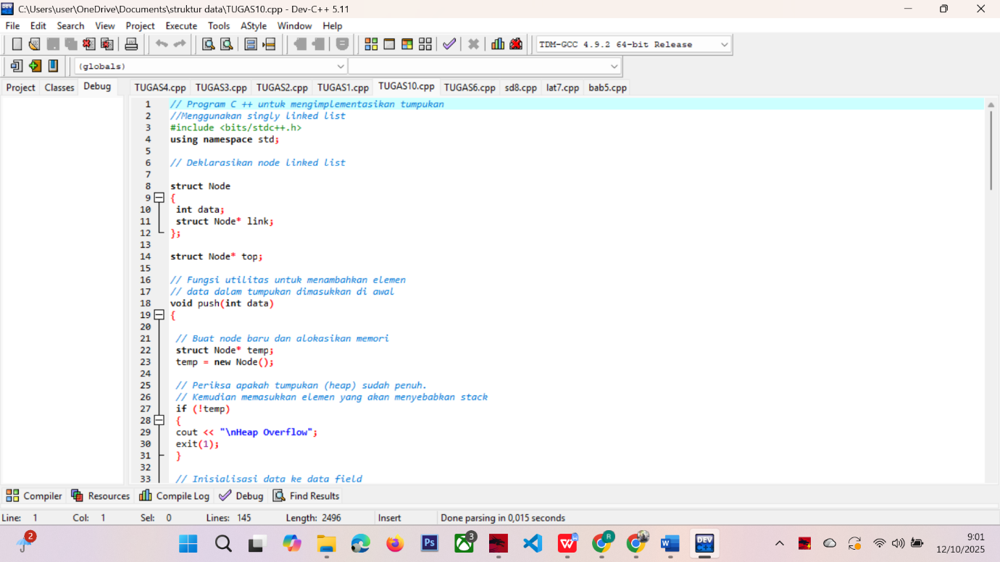 C:\Users\user\OneDrive\Documents\struktur data\TUGAS10.cpp - Dev-C++ 5.11
File Edit Search View Project Execute Tools AStyle Window Help
TDM-GCC 4.9.2 64-bit Release
(globals)
Project Classes Debug TUGAS4.cpp TUGAS3.cpp TUGAS2.cpp TUGAS1.cpp TUGAS10.cpp TUGAS6.cpp sd8.cpp lat7.cpp bab5.cpp
1 // Program C ++ untuk mengimplementasikan tumpukan
2 //Menggunakan singly linked list
3 #include <bits/stdc++.h>
4 using namespace std;
5
6 // Deklarasikan node linked list
7
8 struct Node
9 {
10 int data;
11 struct Node* link;
12 };
13
14 struct Node* top;
15
16 // Fungsi utilitas untuk menambahkan elemen
17 // data dalam tumpukan dimasukkan di awal
18 void push(int data)
19 {
20
21 // Buat node baru dan alokasikan memori
22 struct Node* temp;
23 temp = new Node();
24
25 // Periksa apakah tumpukan (heap) sudah penuh.
26 // Kemudian memasukkan elemen yang akan menyebabkan stack
27 if (!temp)
28 {
29 cout << "\nHeap Overflow";
30 exit(1);
31 }
32
33 // Inisialisasi data ke data field
Compiler Resources Compile Log Debug Find Results
Line: 1 Col: 1 Sel: 0 Lines: 145 Length: 2496 Insert Done parsing in 0,015 seconds
2 Ps 3 R W DEV 9:01
12/10/2025